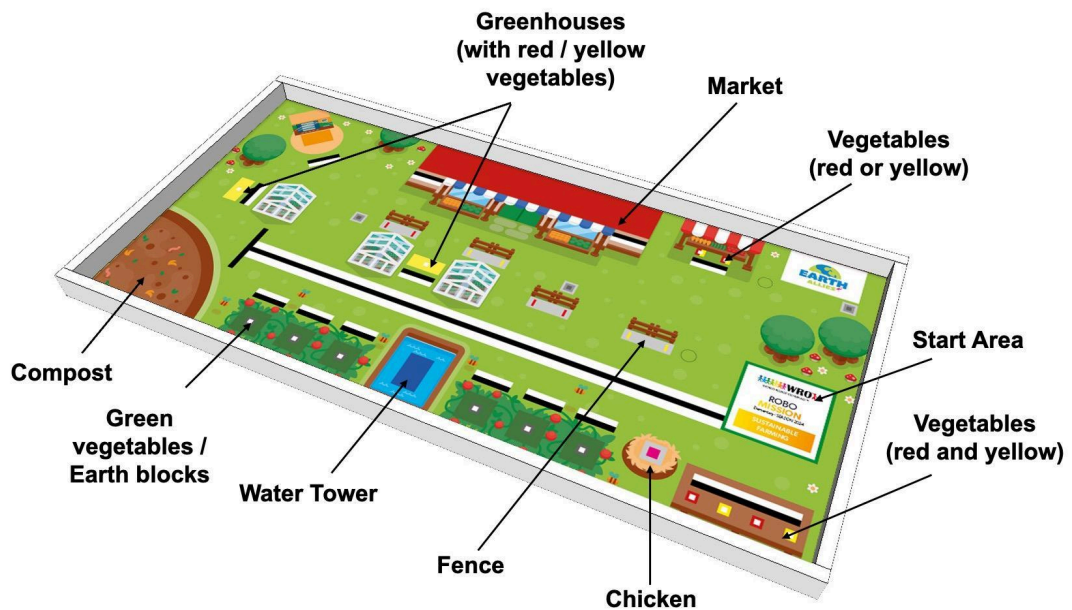 Greenhouses
(with red / yellow
vegetables)
Market
Vegetables
(red or yellow)
EARTH
ALLIES
Start Area
WRO
ROBO
MISSION
SUSTAINABLE
FARMING
Compost
Green
vegetables /
Earth blocks
Water Tower
Vegetables
(red and yellow)
Fence
Chicken